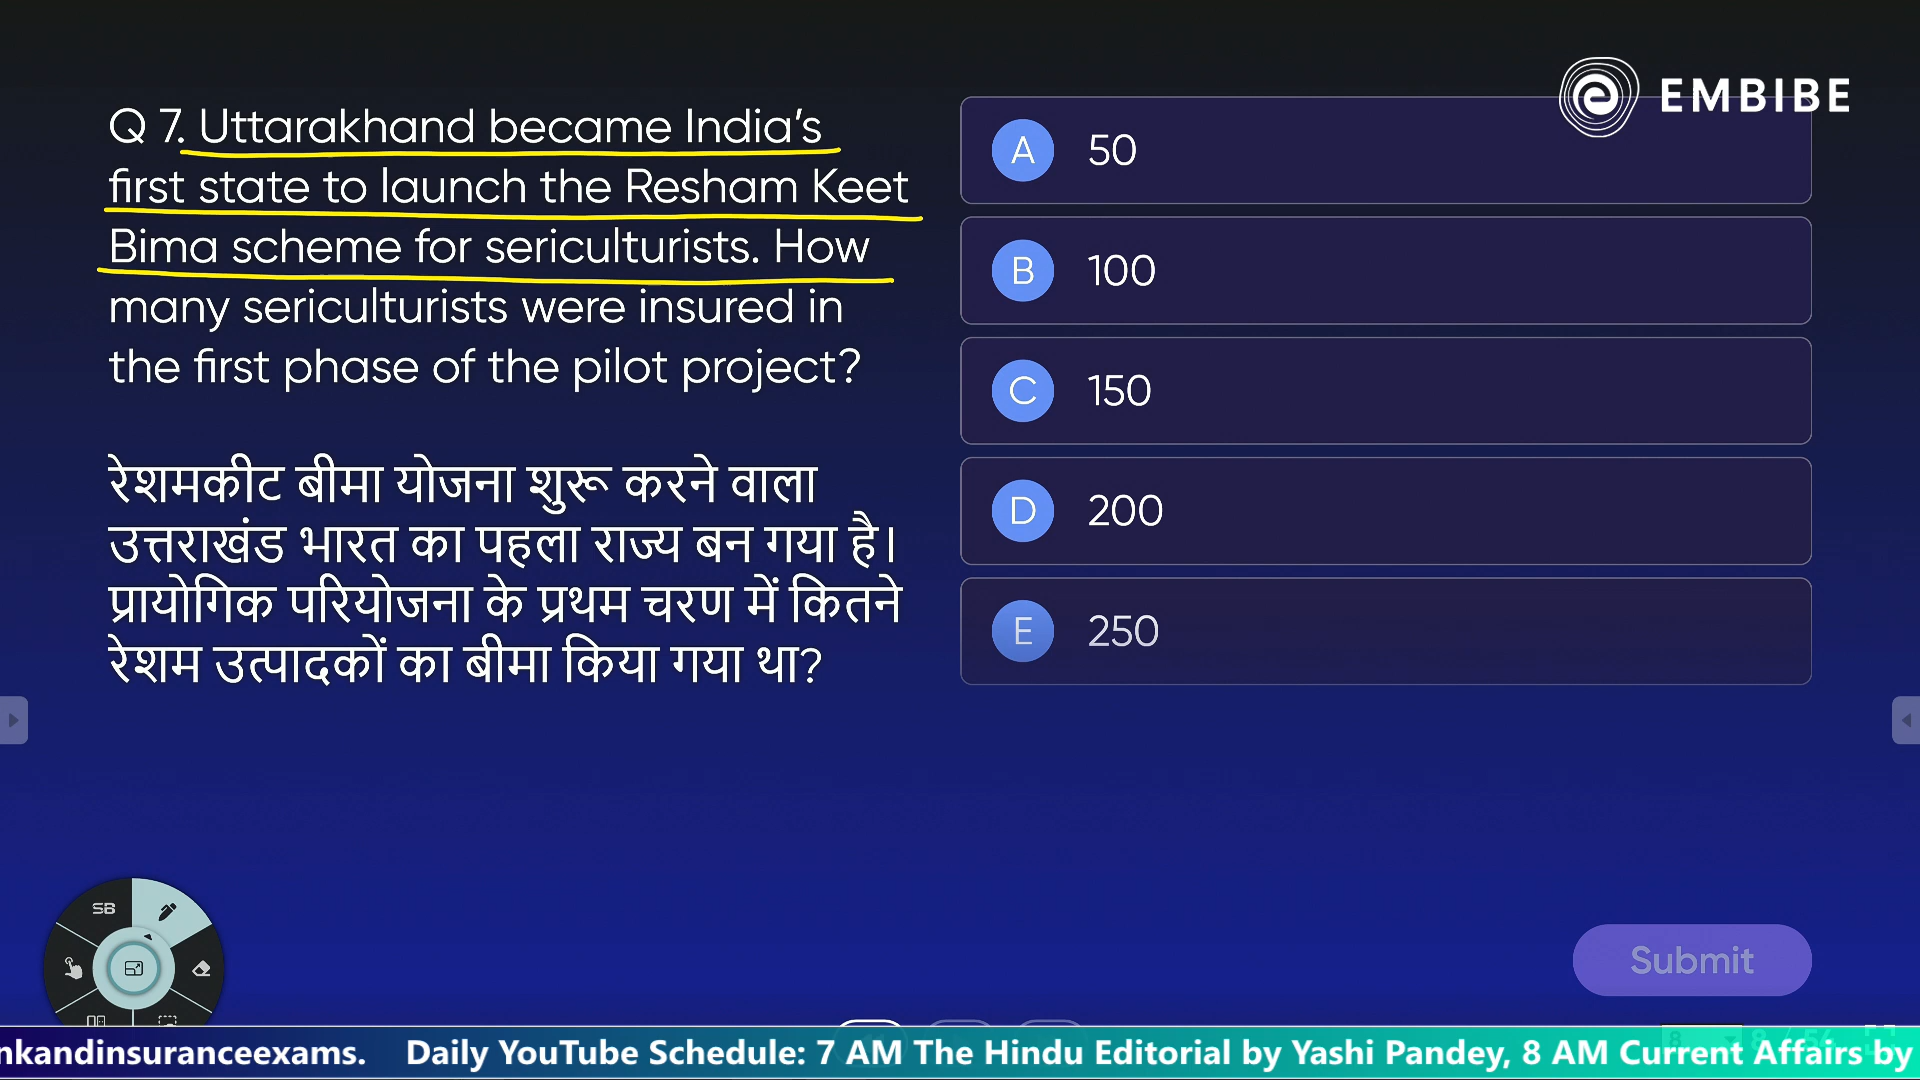 EMBIBE
Q 7. Uttarakhand became India's
first state to launch the Resham Keet
Bima scheme for sericulturists. How
many sericulturists were insured in
the first phase of the pilot project?
रेशमकीट बीमा योजना शुरू करने वाला
उत्तराखंड भारत का पहला राज्य बन गया है।
प्रायोगिक परियोजना के प्रथम चरण में कितने
रेशम उत्पादकों का बीमा किया गया था?
A 50
B 100
C 150
D 200
E 250
SB
Submit
nkandinsuranceexams. Daily YouTube Schedule: 7 AM The Hindu Editorial by Yashi Pandey, 8 AM Current Affairs by